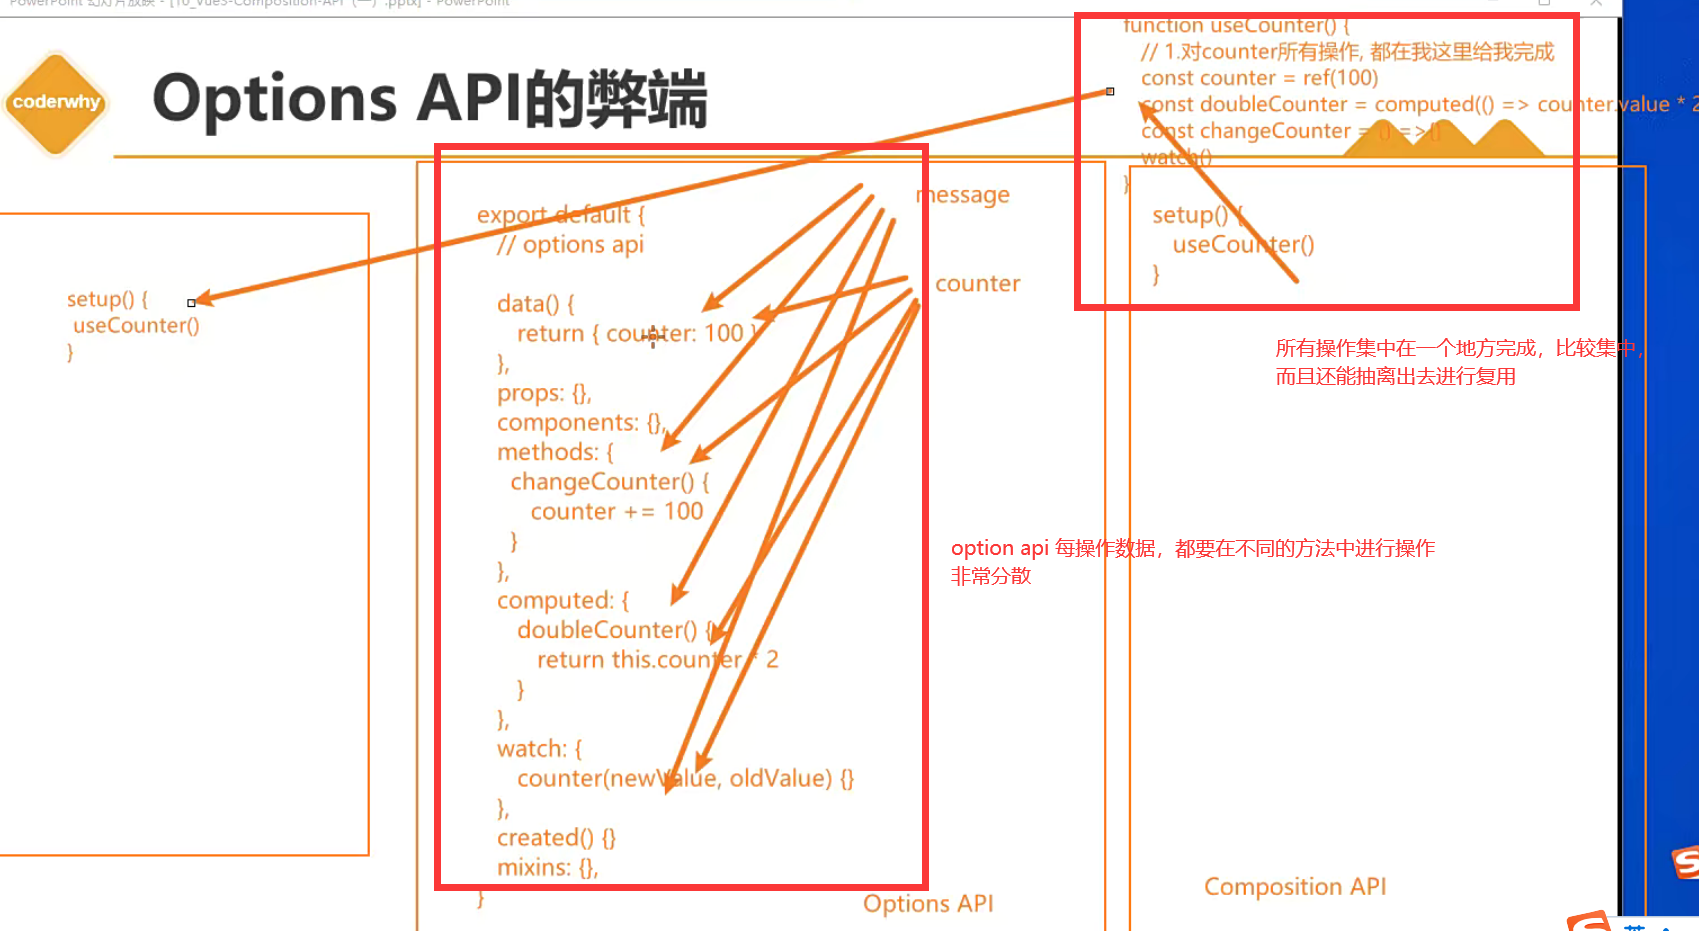 PowerPoint 幻灯片放映 - [10_Vue3-Composition-API（一）.pptx] - PowerPoint
coderwhy
Options API的弊端
function useCounter() {
// 1.对counter所有操作, 都在我这里给我完成
const counter = ref(100)
const doubleCounter = computed(() => counter.value * 2
const changeCounter = () =>{}
watch()
}
setup() {
useCounter()
}
所有操作集中在一个地方完成，比较集中，
而且还能抽离出去进行复用
Composition API
message
counter
export default {
// options api
data() {
return { counter: 100 }
},
props: {},
components: {},
methods: {
changeCounter() {
counter += 100
}
},
computed: {
doubleCounter() {
return this.counter * 2
}
},
watch: {
counter(newValue, oldValue) {}
},
created() {}
mixins: {},
}
Options API
option api 每操作数据，都要在不同的方法中进行操作
非常分散
setup() {
useCounter()
}